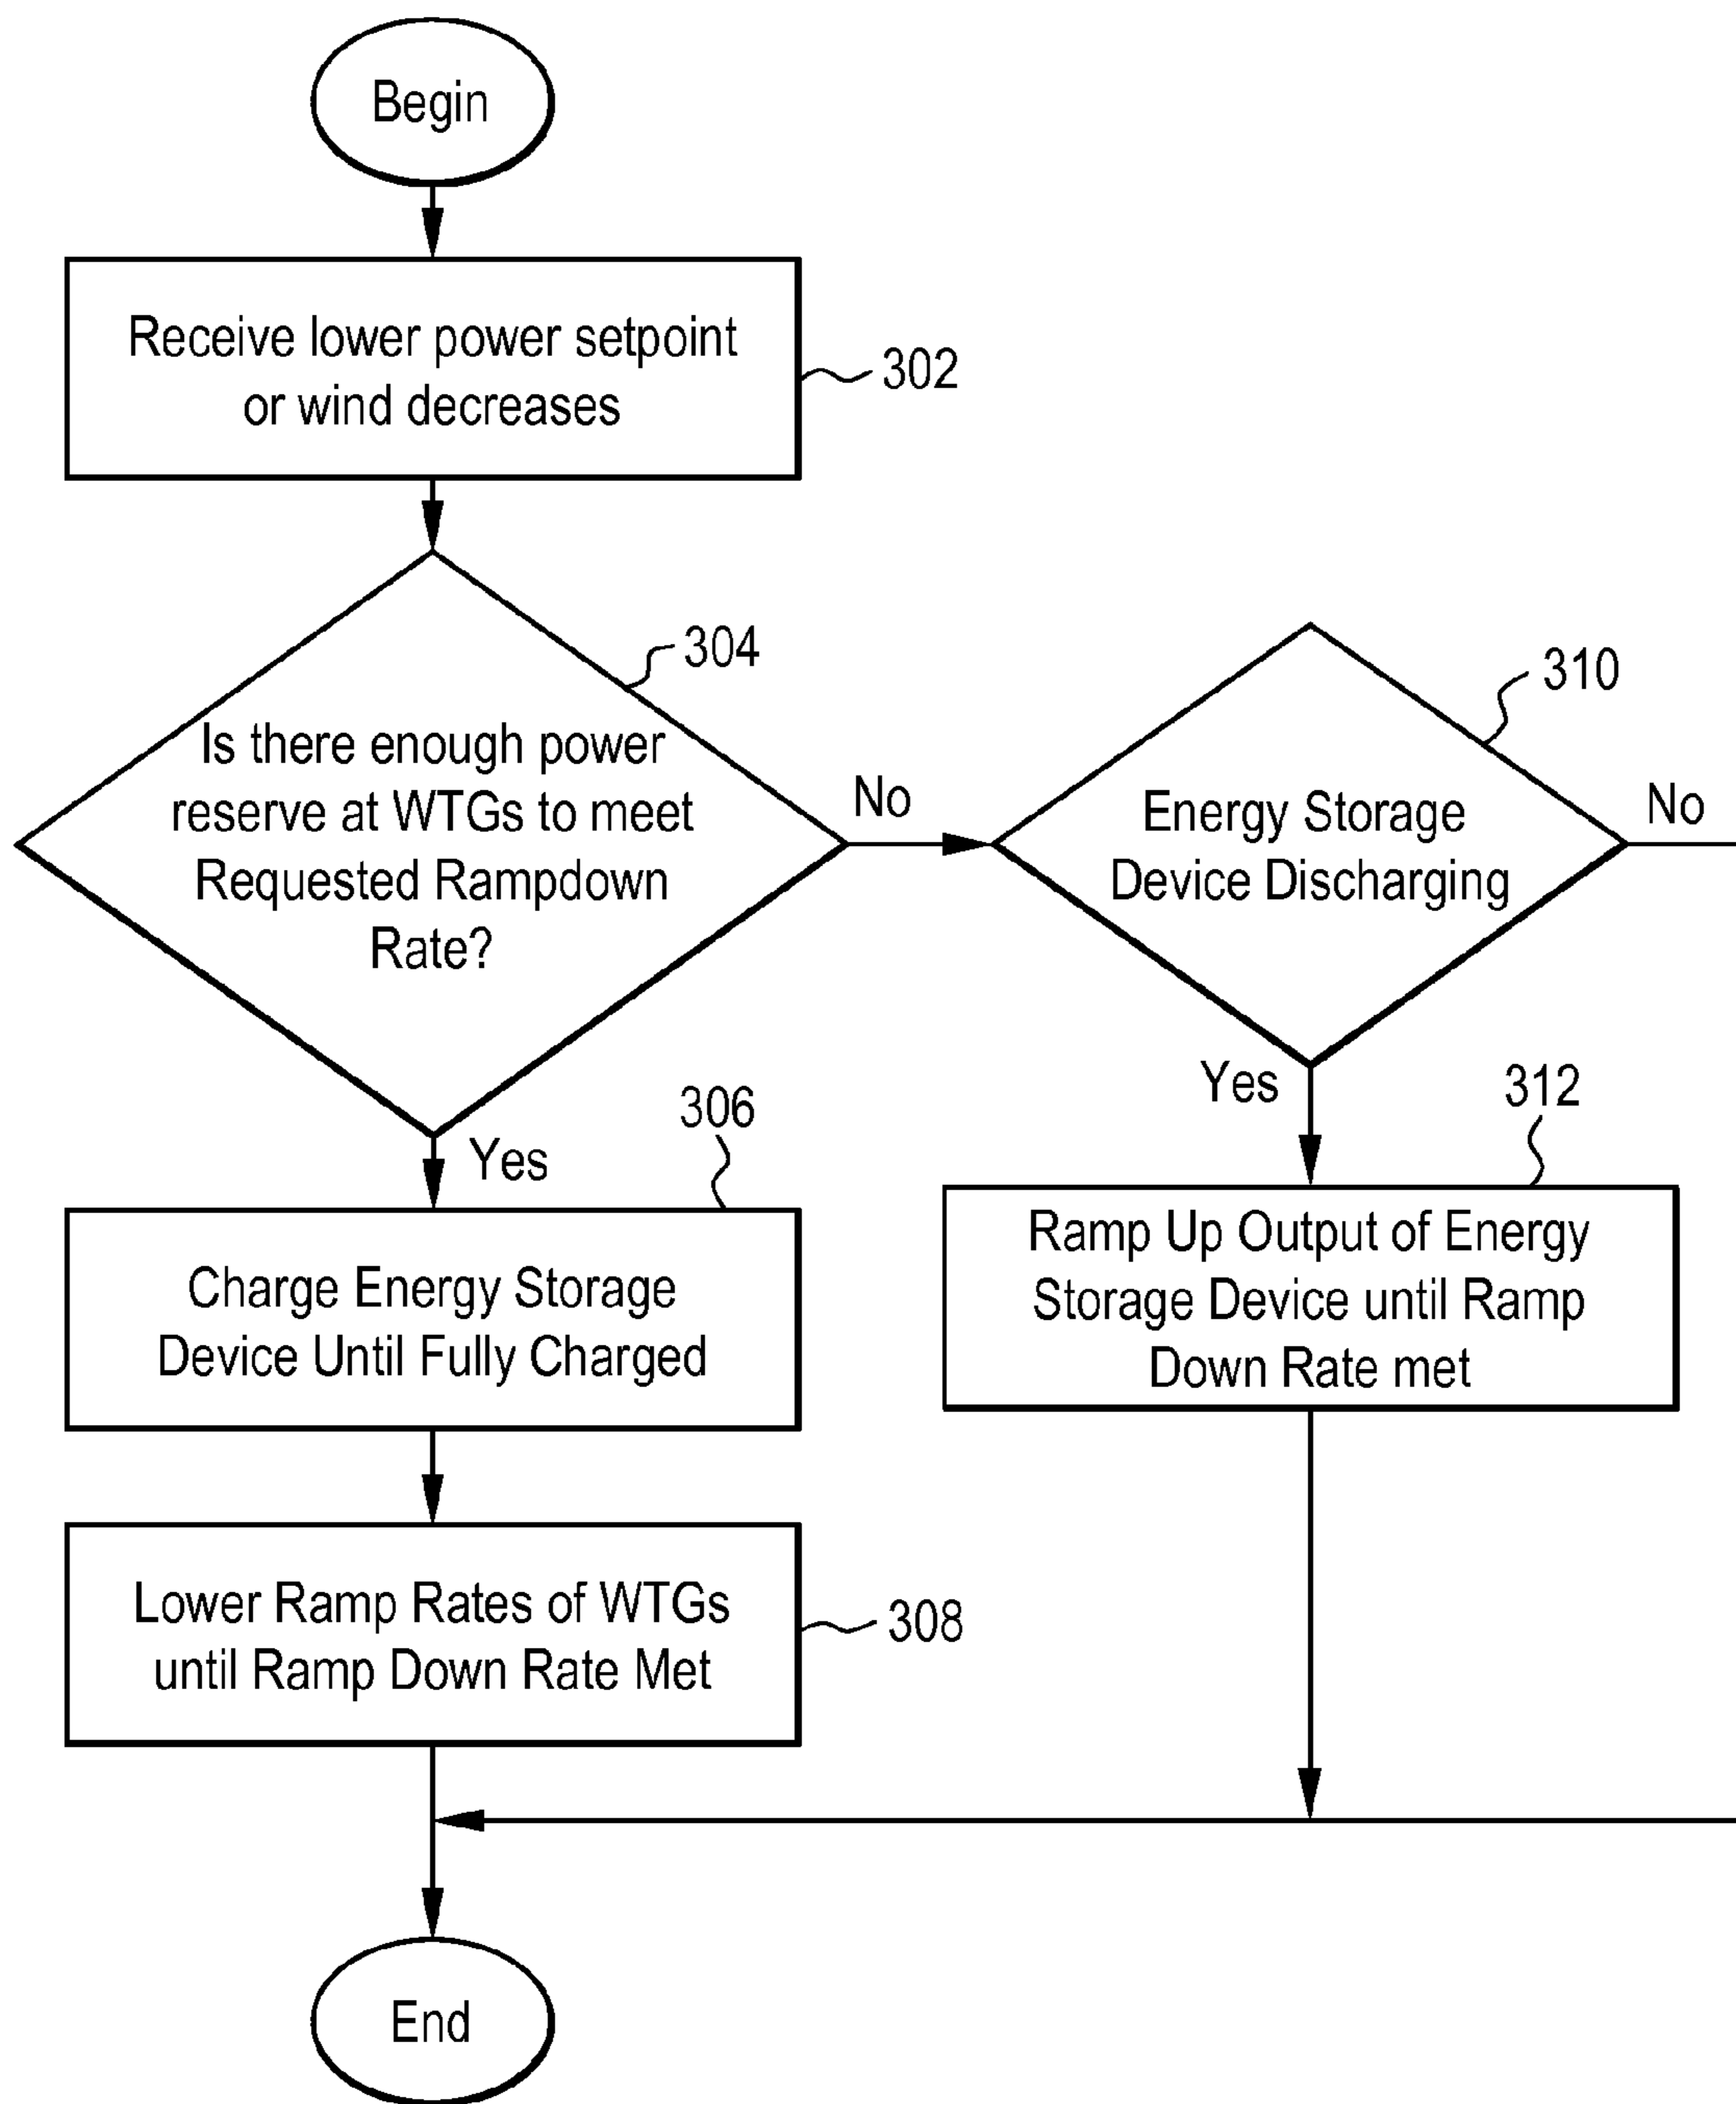 Begin
Receive lower power setpoint
or wind decreases
302
304
Is there enough power
reserve at WTGs to meet
Requested Rampdown
Rate?
No
310
Energy Storage
Device Discharging
No
Yes
306
Charge Energy Storage
Device Until Fully Charged
Yes
312
Ramp Up Output of Energy
Storage Device until Ramp
Down Rate met
Lower Ramp Rates of WTGs
until Ramp Down Rate Met
308
End